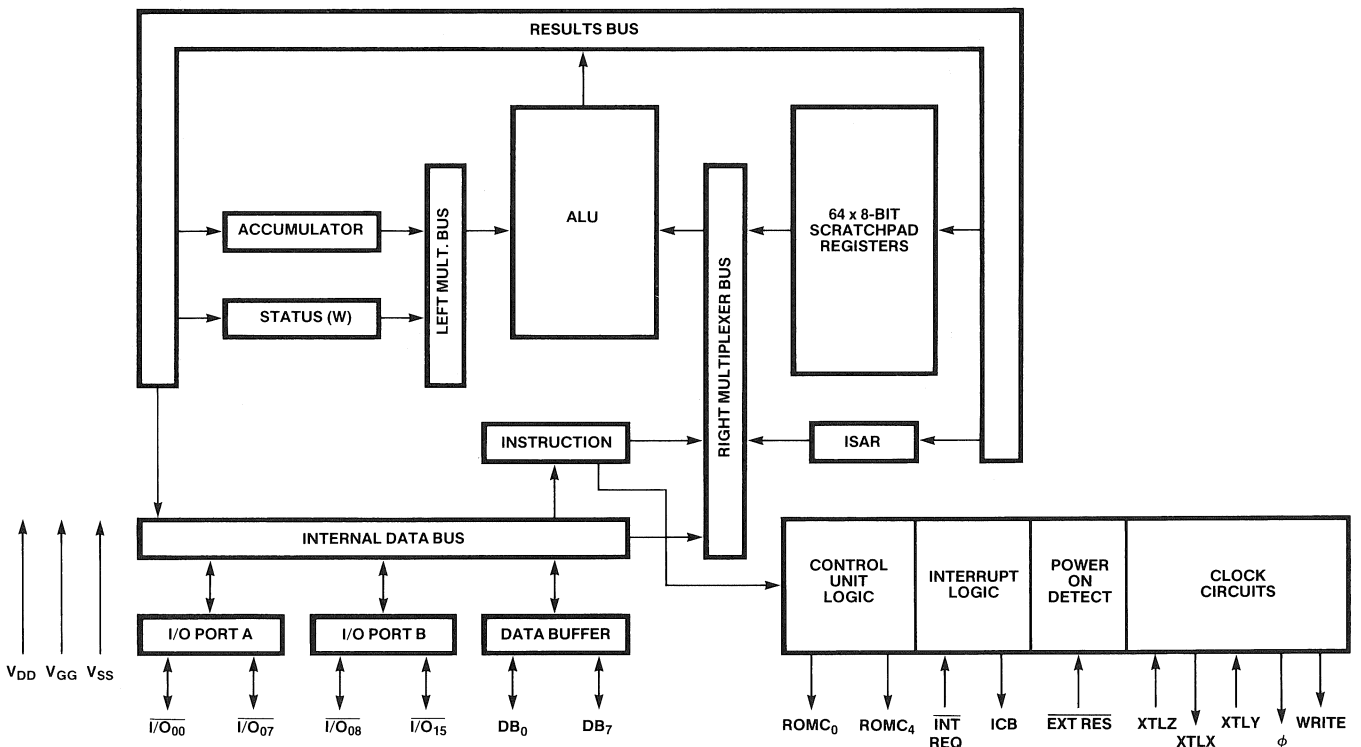 RESULTS BUS
ACCUMULATOR
STATUS (W)
LEFT MULT. BUS
ALU
RIGHT MULTIPLEXER BUS
64 x 8-BIT
SCRATCHPAD
REGISTERS
INSTRUCTION
ISAR
INTERNAL DATA BUS
CONTROL
UNIT
LOGIC
INTERRUPT
LOGIC
POWER
ON
DETECT
CLOCK
CIRCUITS
I/O PORT A
I/O PORT B
DATA BUFFER
VDD
VGG
VSS
I/O00
I/O07
I/O08
I/O15
DB0
DB7
ROMC0
ROMC4
INT
REQ
ICB
EXT RES
XTLZ
XTLX
XTLY
ϕ
WRITE